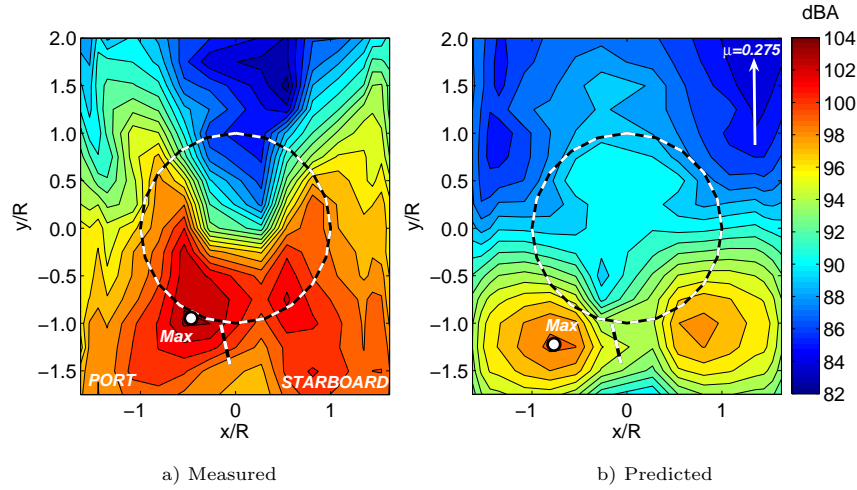 dBA
2.0
1.5
1.0
0.5
0.0
−0.5
−1.0
−1.5
y/R
Max
PORT
STARBOARD
−1
0
1
x/R
a) Measured
2.0
1.5
1.0
0.5
0.0
−0.5
−1.0
−1.5
y/R
μ=0.275
Max
−1
0
1
x/R
b) Predicted
104
102
100
98
96
94
92
90
88
86
84
82